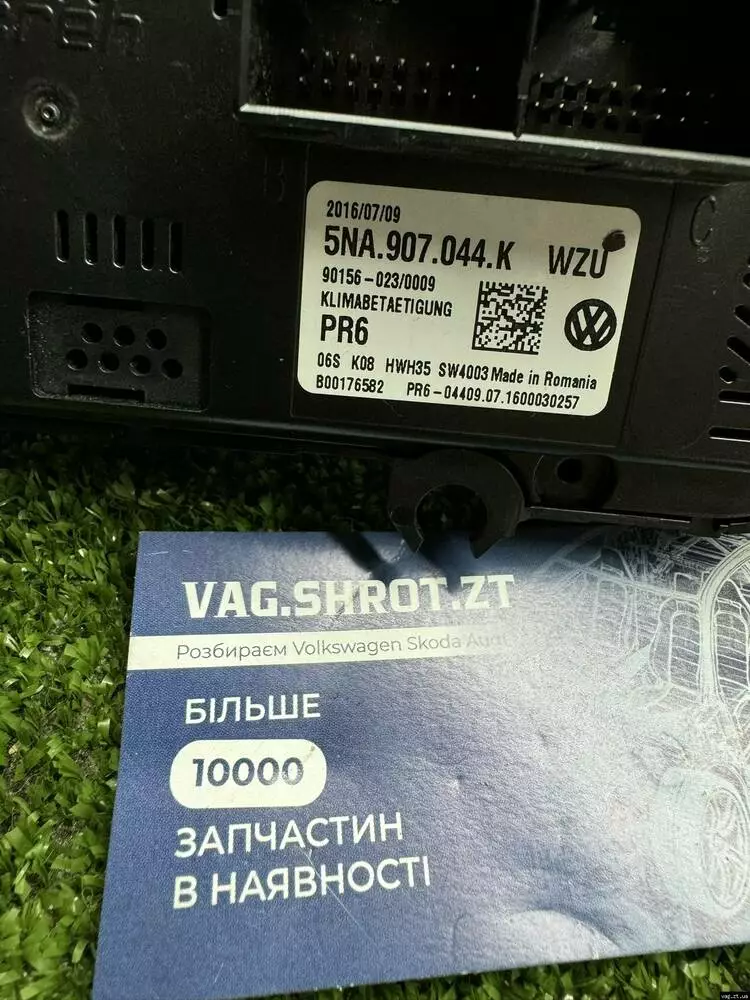 2016/07/09
5NA.907.044.K WZU
90156-023/0009
KLIMABETAETIGUNG
PR6
06S K08 HWH35 SW4003 Made in Romania
B00176582 PR6-04409.07.1600030257
C
VAG.SHROT.ZT
Розбираєм Volkswagen Skoda Audi
БІЛЬШЕ
10000
ЗАПЧАСТИН
В НАЯВНОСТІ
vag.zt.ua